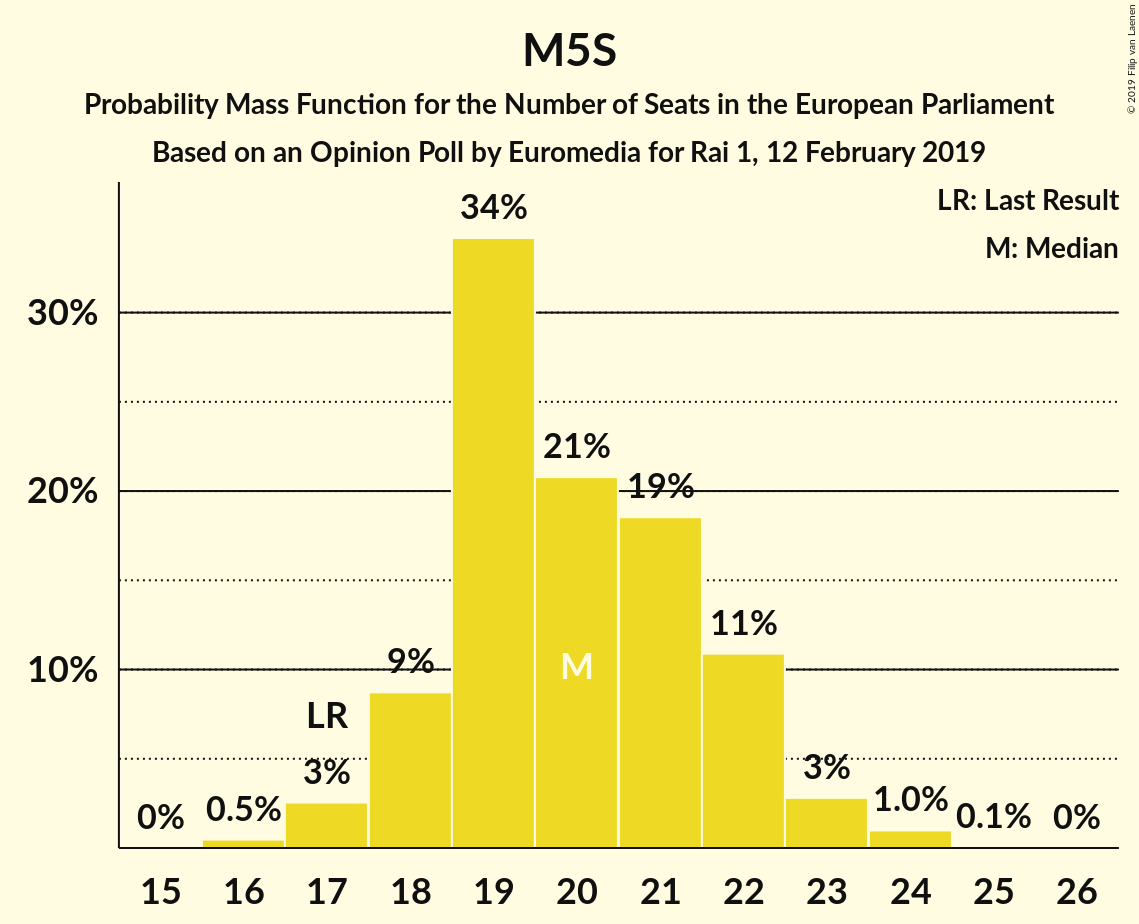 M5S
Probability Mass Function for the Number of Seats in the European Parliament
Based on an Opinion Poll by Euromedia for Rai 1, 12 February 2019
© 2019 Filip van Laenen
LR: Last Result
M: Median
34%
30%
21%
20%
19%
11%
10%
9%
M
LR
3%
3%
0%
0.5%
1.0%
0.1%
0%
15 16 17 18 19 20 21 22 23 24 25 26